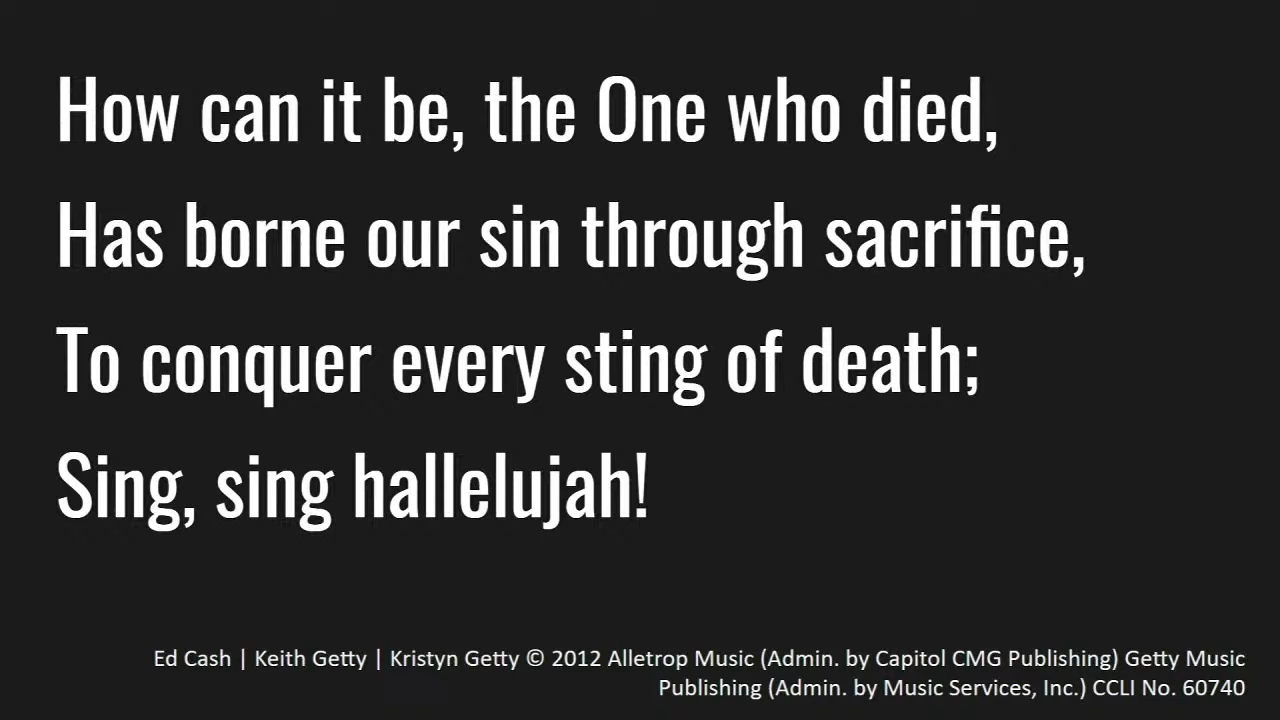 How can it be, the One who died,
Has borne our sin through sacrifice,
To conquer every sting of death;
Sing, sing hallelujah!
Ed Cash | Keith Getty | Kristyn Getty © 2012 Alletrop Music (Admin. by Capitol CMG Publishing) Getty Music
Publishing (Admin. by Music Services, Inc.) CCLI No. 60740